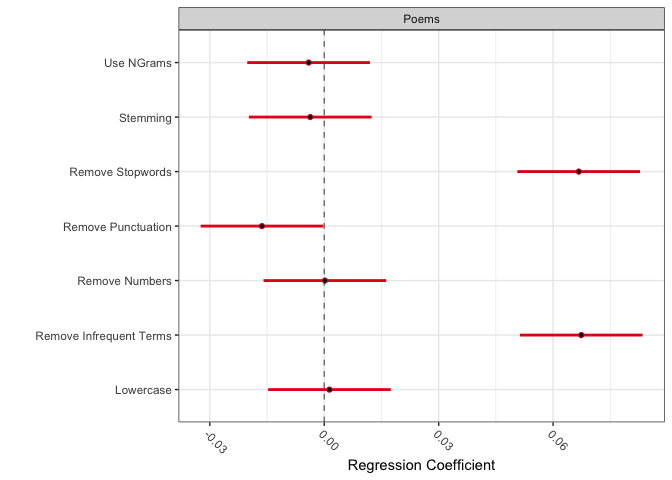 Poems
Use NGrams
Stemming
Remove Stopwords
Remove Punctuation
Remove Numbers
Remove Infrequent Terms
Lowercase
-0.03
0.00
0.03
0.06
Regression Coefficient